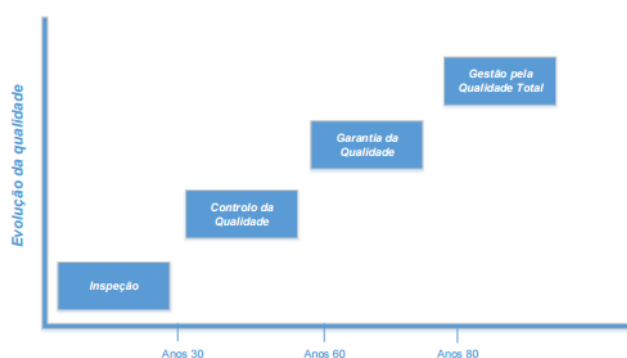 Evolução da qualidade
Gestão pela
Qualidade Total
Garantia da
Qualidade
Controlo da
Qualidade
Inspeção
Anos 30
Anos 60
Anos 80